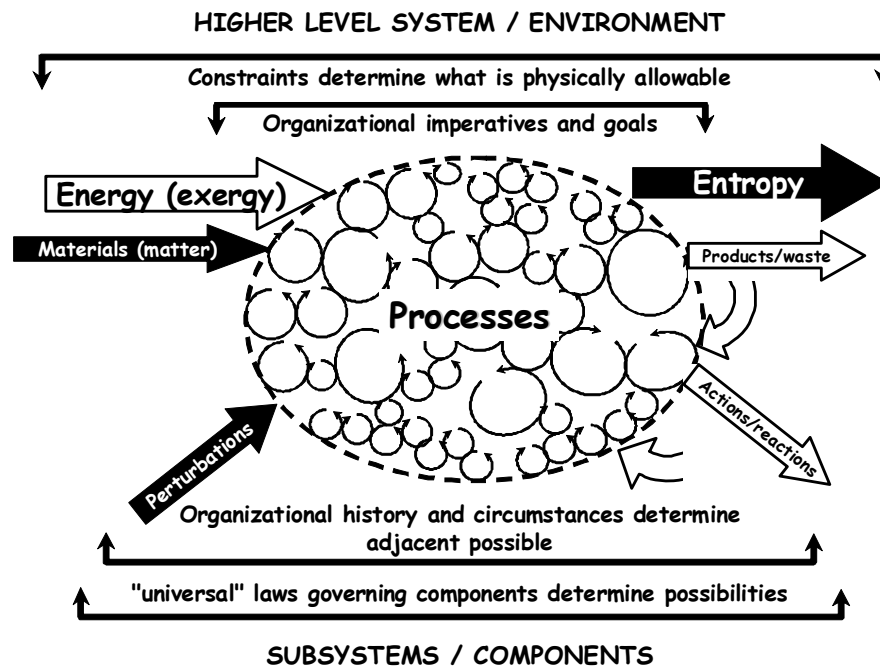 HIGHER LEVEL SYSTEM / ENVIRONMENT
Constraints determine what is physically allowable
Organizational imperatives and goals
Energy (exergy)
Entropy
Materials (matter)
Products/waste
Processes
Actions/reactions
Perturbations
Organizational history and circumstances determine
adjacent possible
"universal" laws governing components determine possibilities
SUBSYSTEMS / COMPONENTS